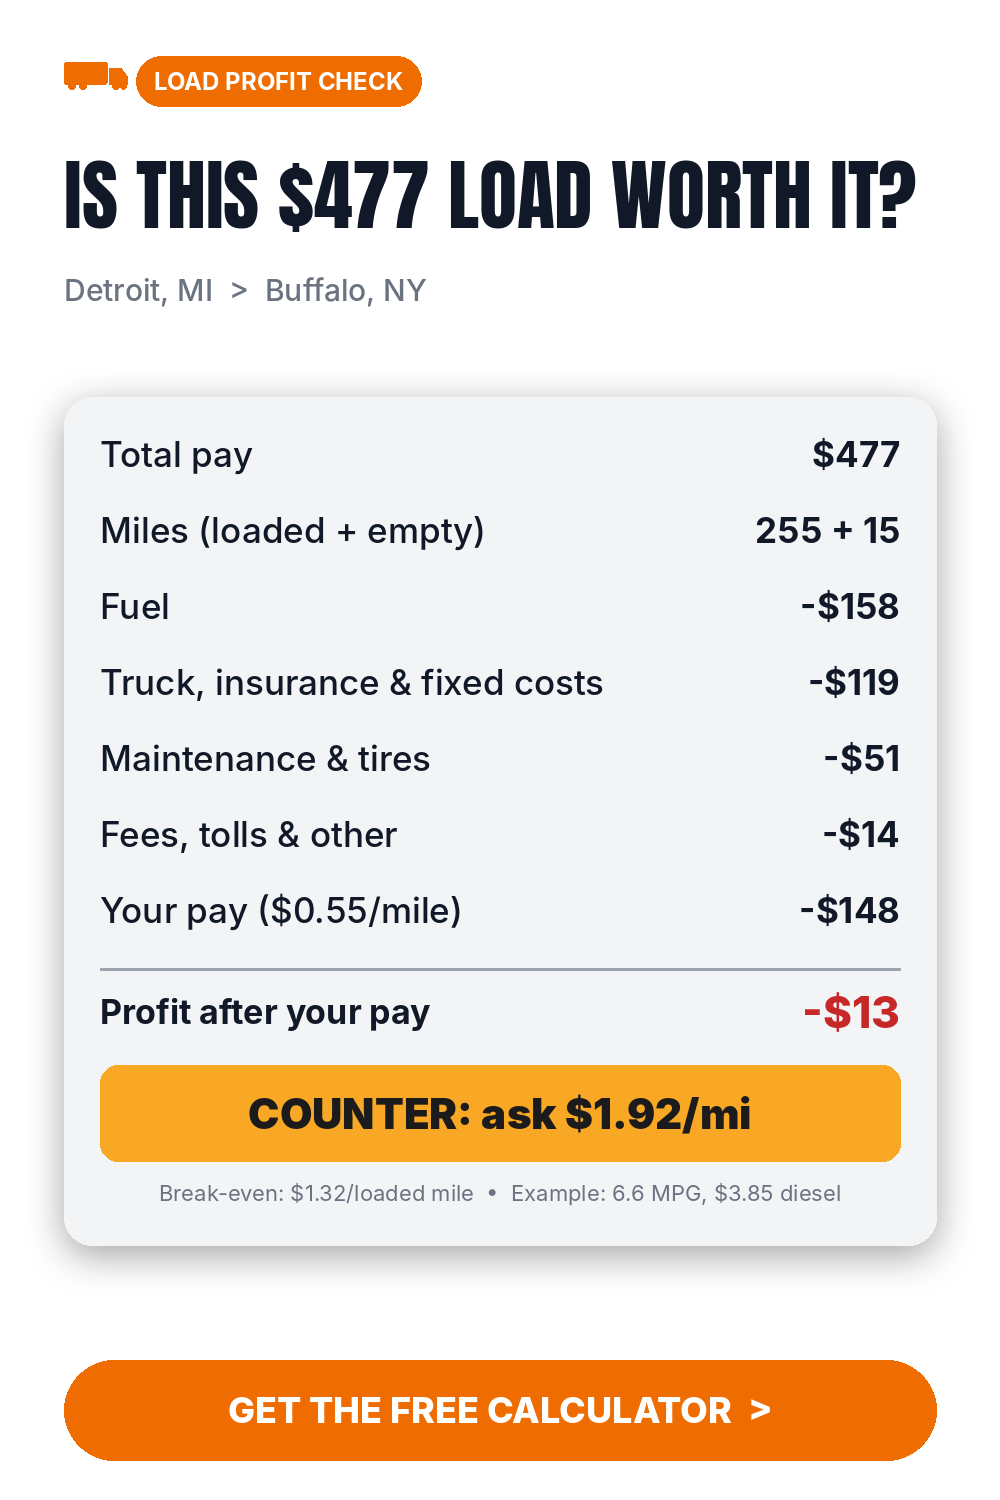 LOAD PROFIT CHECK
IS THIS $477 LOAD WORTH IT?
Detroit, MI > Buffalo, NY
Total pay $477
Miles (loaded + empty) 255 + 15
Fuel -$158
Truck, insurance & fixed costs -$119
Maintenance & tires -$51
Fees, tolls & other -$14
Your pay ($0.55/mile) -$148
Profit after your pay -$13
COUNTER: ask $1.92/mi
Break-even: $1.32/loaded mile • Example: 6.6 MPG, $3.85 diesel
GET THE FREE CALCULATOR >